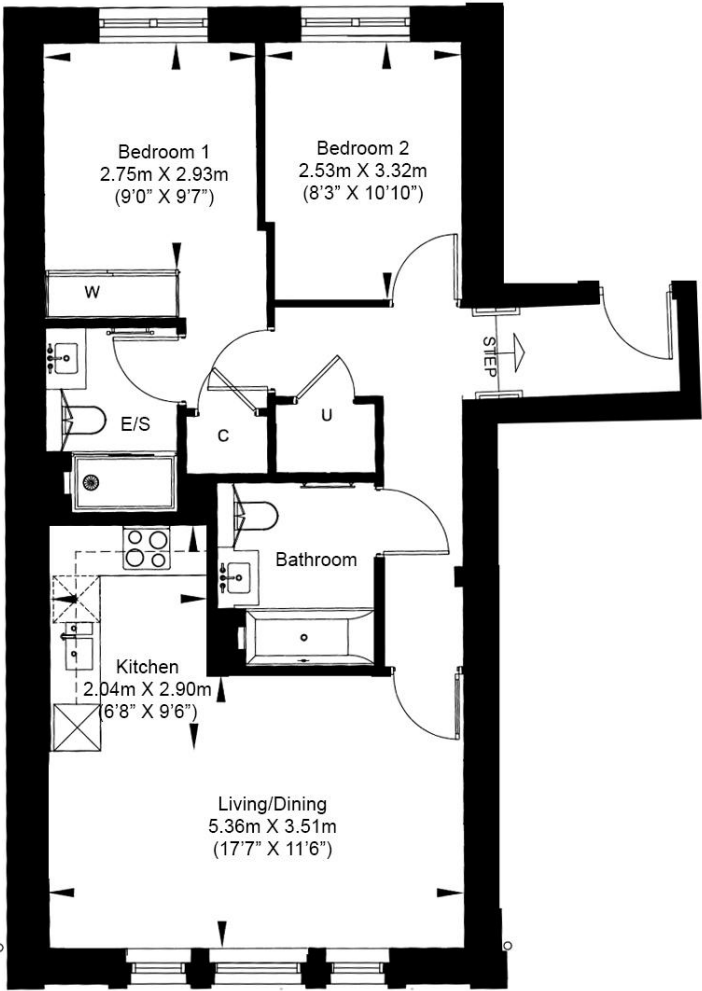 Bedroom 1
2.75m X 2.93m
(9'0" X 9'7")
Bedroom 2
2.53m X 3.32m
(8'3" X 10'10")
W
STEP
E/S
C
U
Bathroom
Kitchen
2.04m X 2.90m
(6'8" X 9'6")
Living/Dining
5.36m X 3.51m
(17'7" X 11'6")